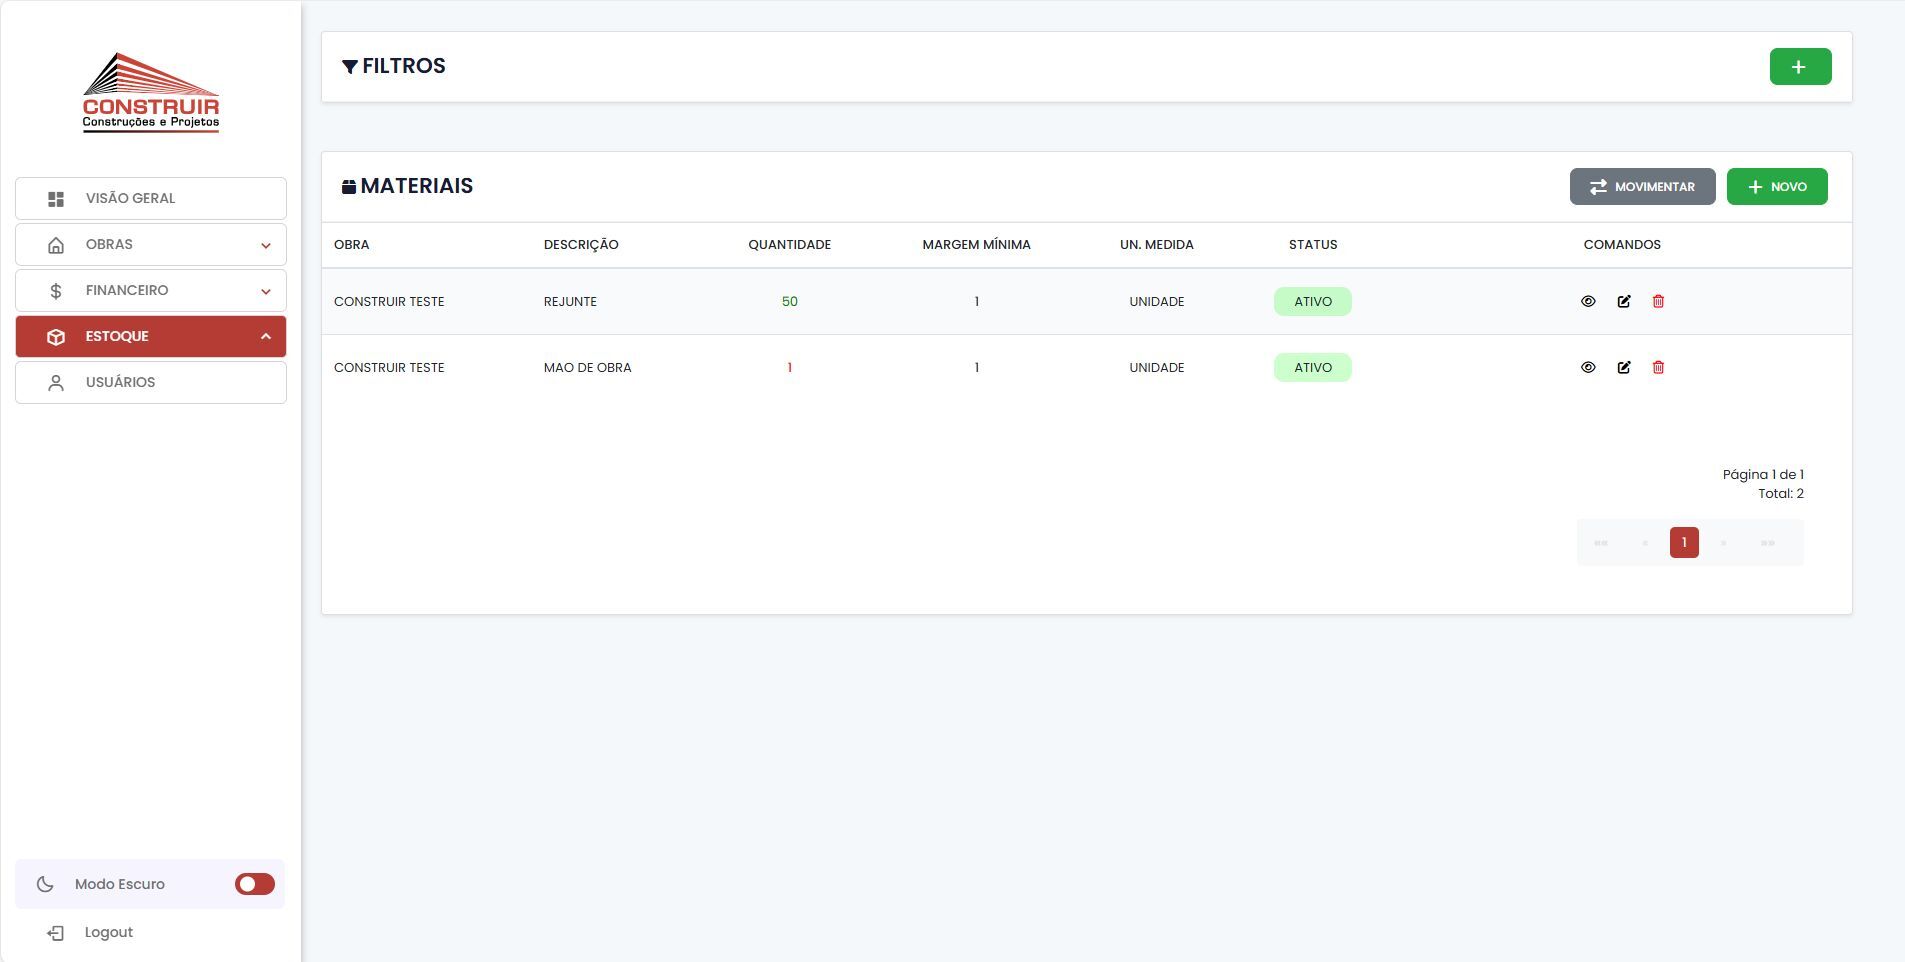 CONSTRUIR
Construções e Projetos
VISÃO GERAL
OBRAS
FINANCEIRO
ESTOQUE
USUÁRIOS
Modo Escuro
Logout
FILTROS
MATERIAIS
MOVIMENTAR
NOVO
OBRA DESCRIÇÃO QUANTIDADE MARGEM MÍNIMA UN. MEDIDA STATUS COMANDOS
CONSTRUIR TESTE REJUNTE 50 1 UNIDADE ATIVO
CONSTRUIR TESTE MAO DE OBRA 1 1 UNIDADE ATIVO
Página 1 de 1
Total: 2
«« « 1 » »»